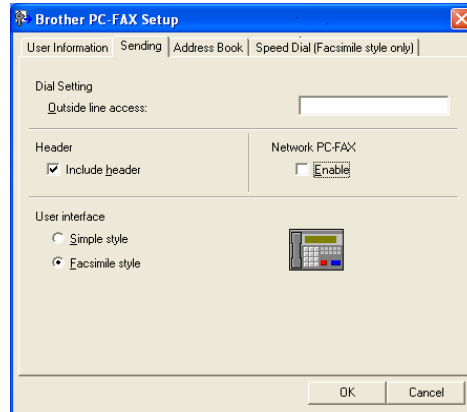 Brother PC-FAX Setup
User Information Sending Address Book Speed Dial (Facsimile style only)
Dial Setting
Outside line access:
Header Network PC-FAX
Include header Enable
User interface
Simple style
Facsimile style
OK Cancel